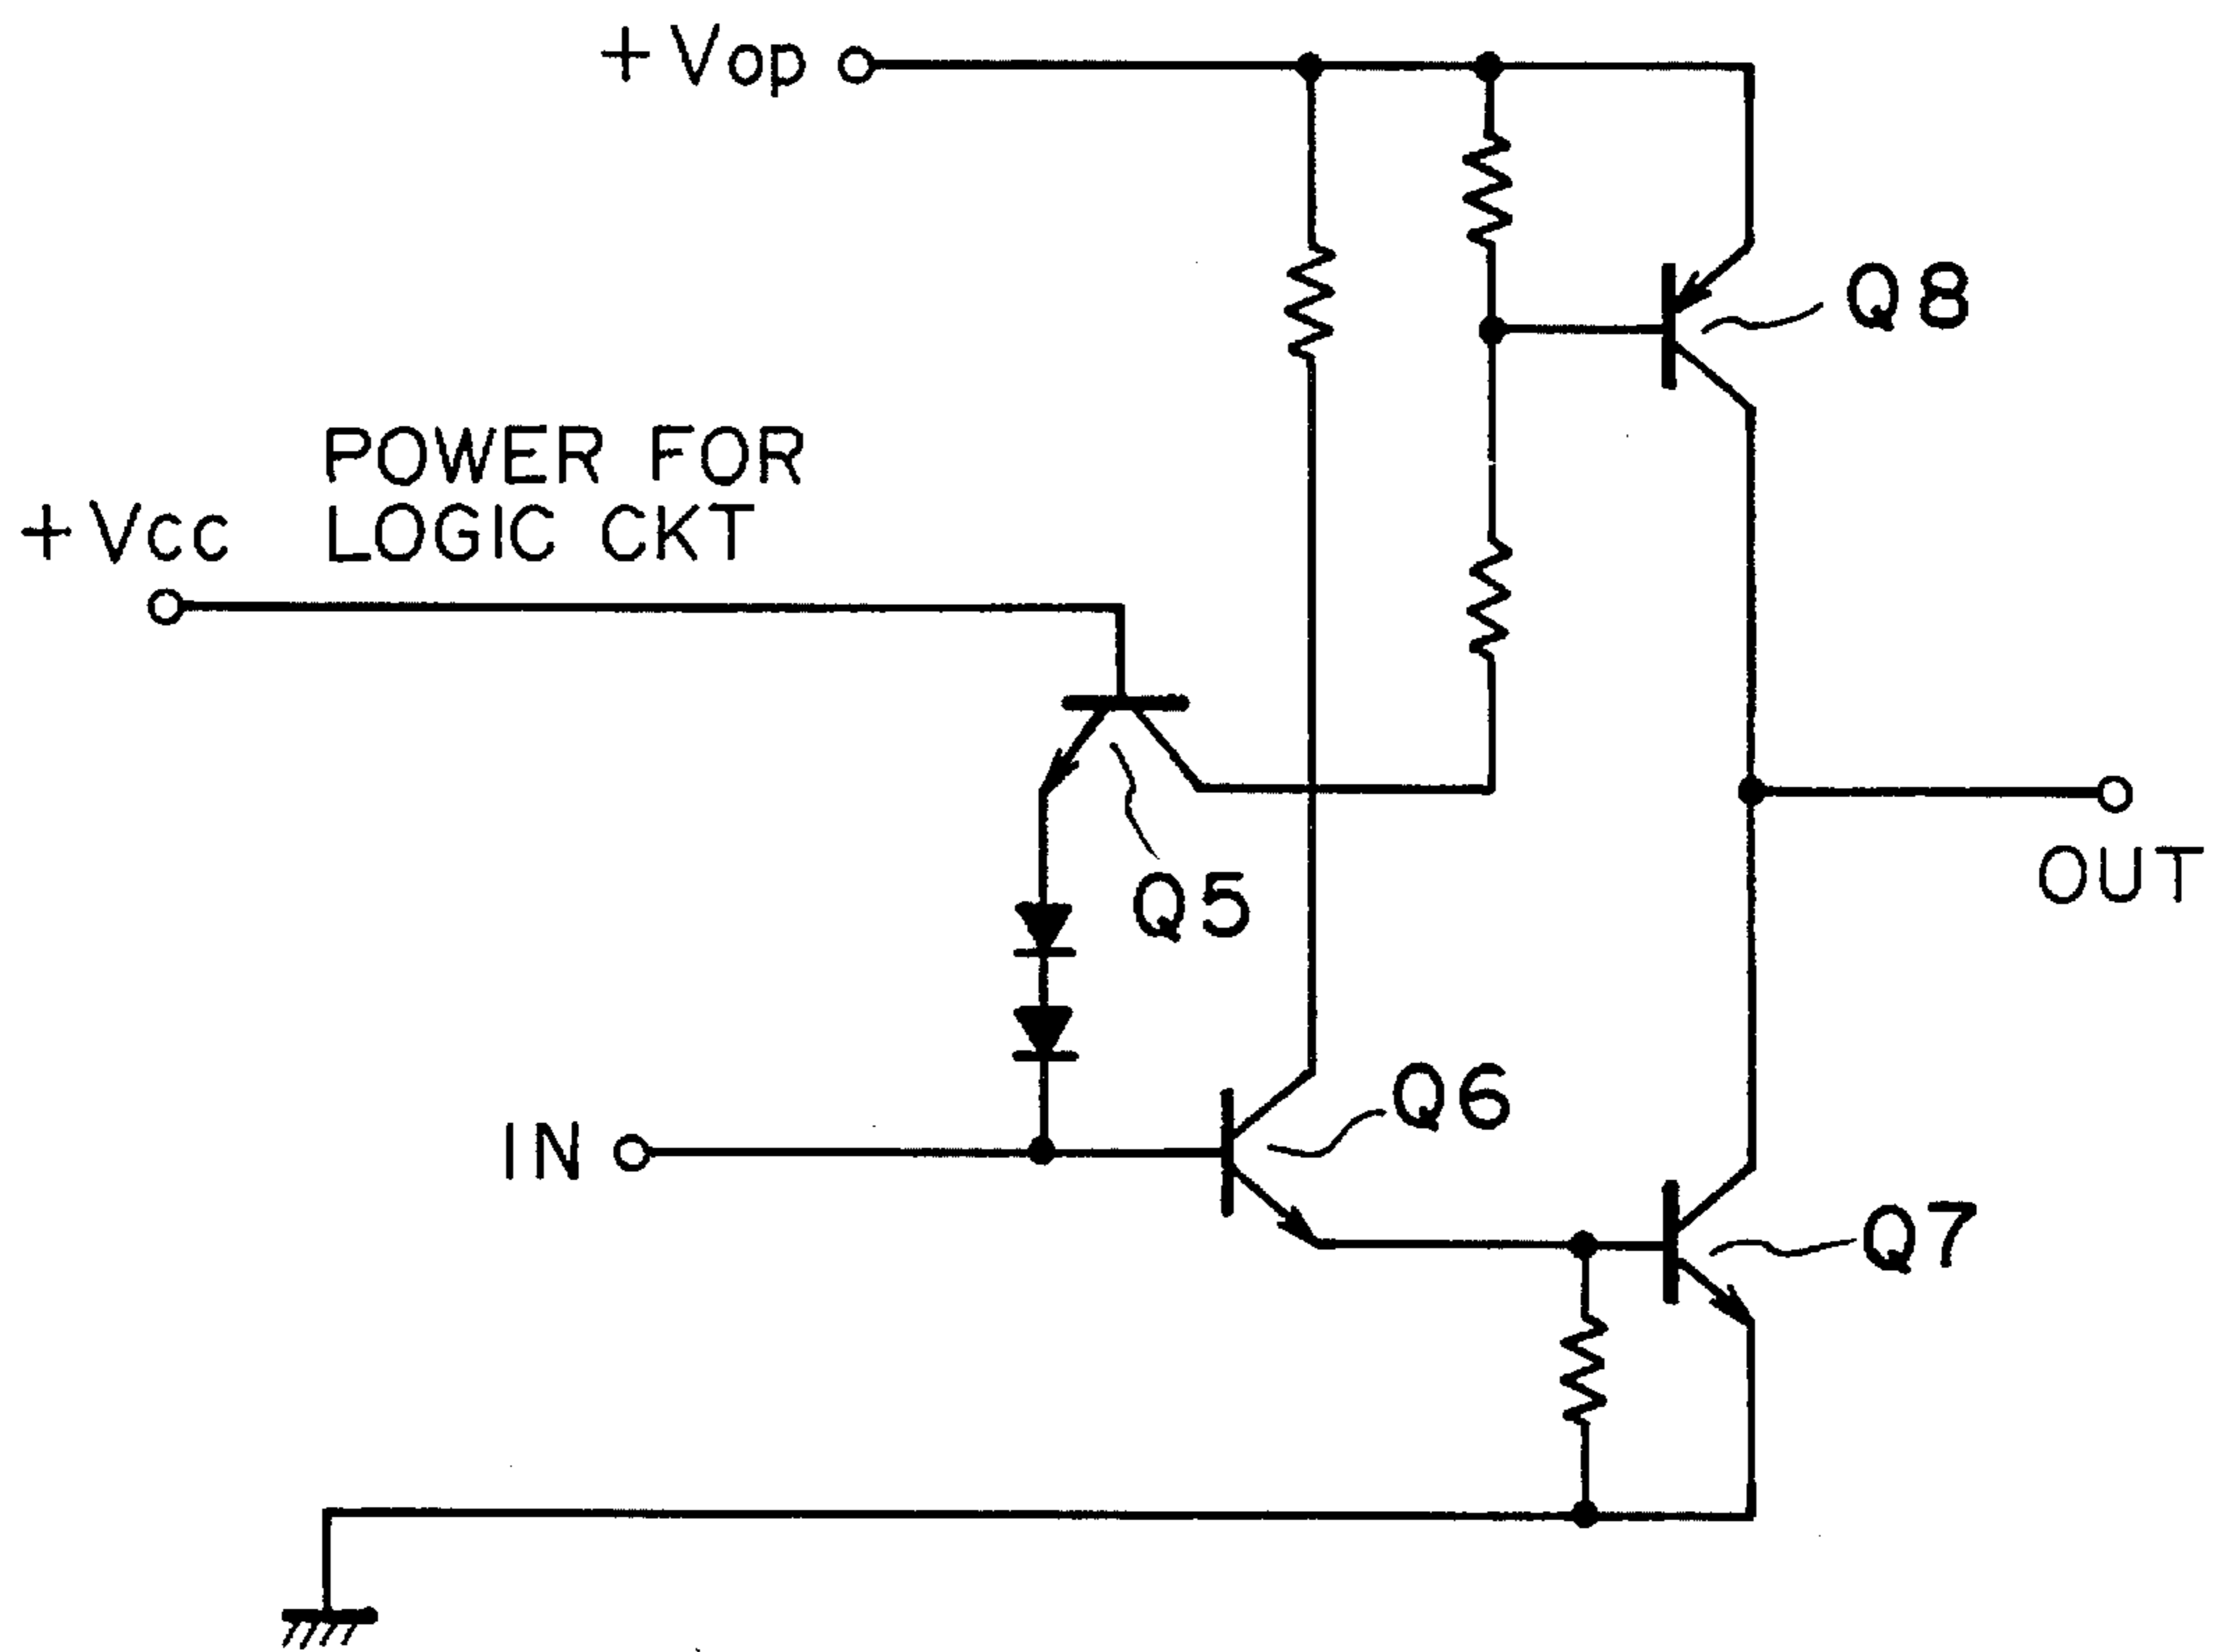 +Vop
Q8
POWER FOR
+Vcc LOGIC CKT
Q5
OUT
Q6
IN
Q7